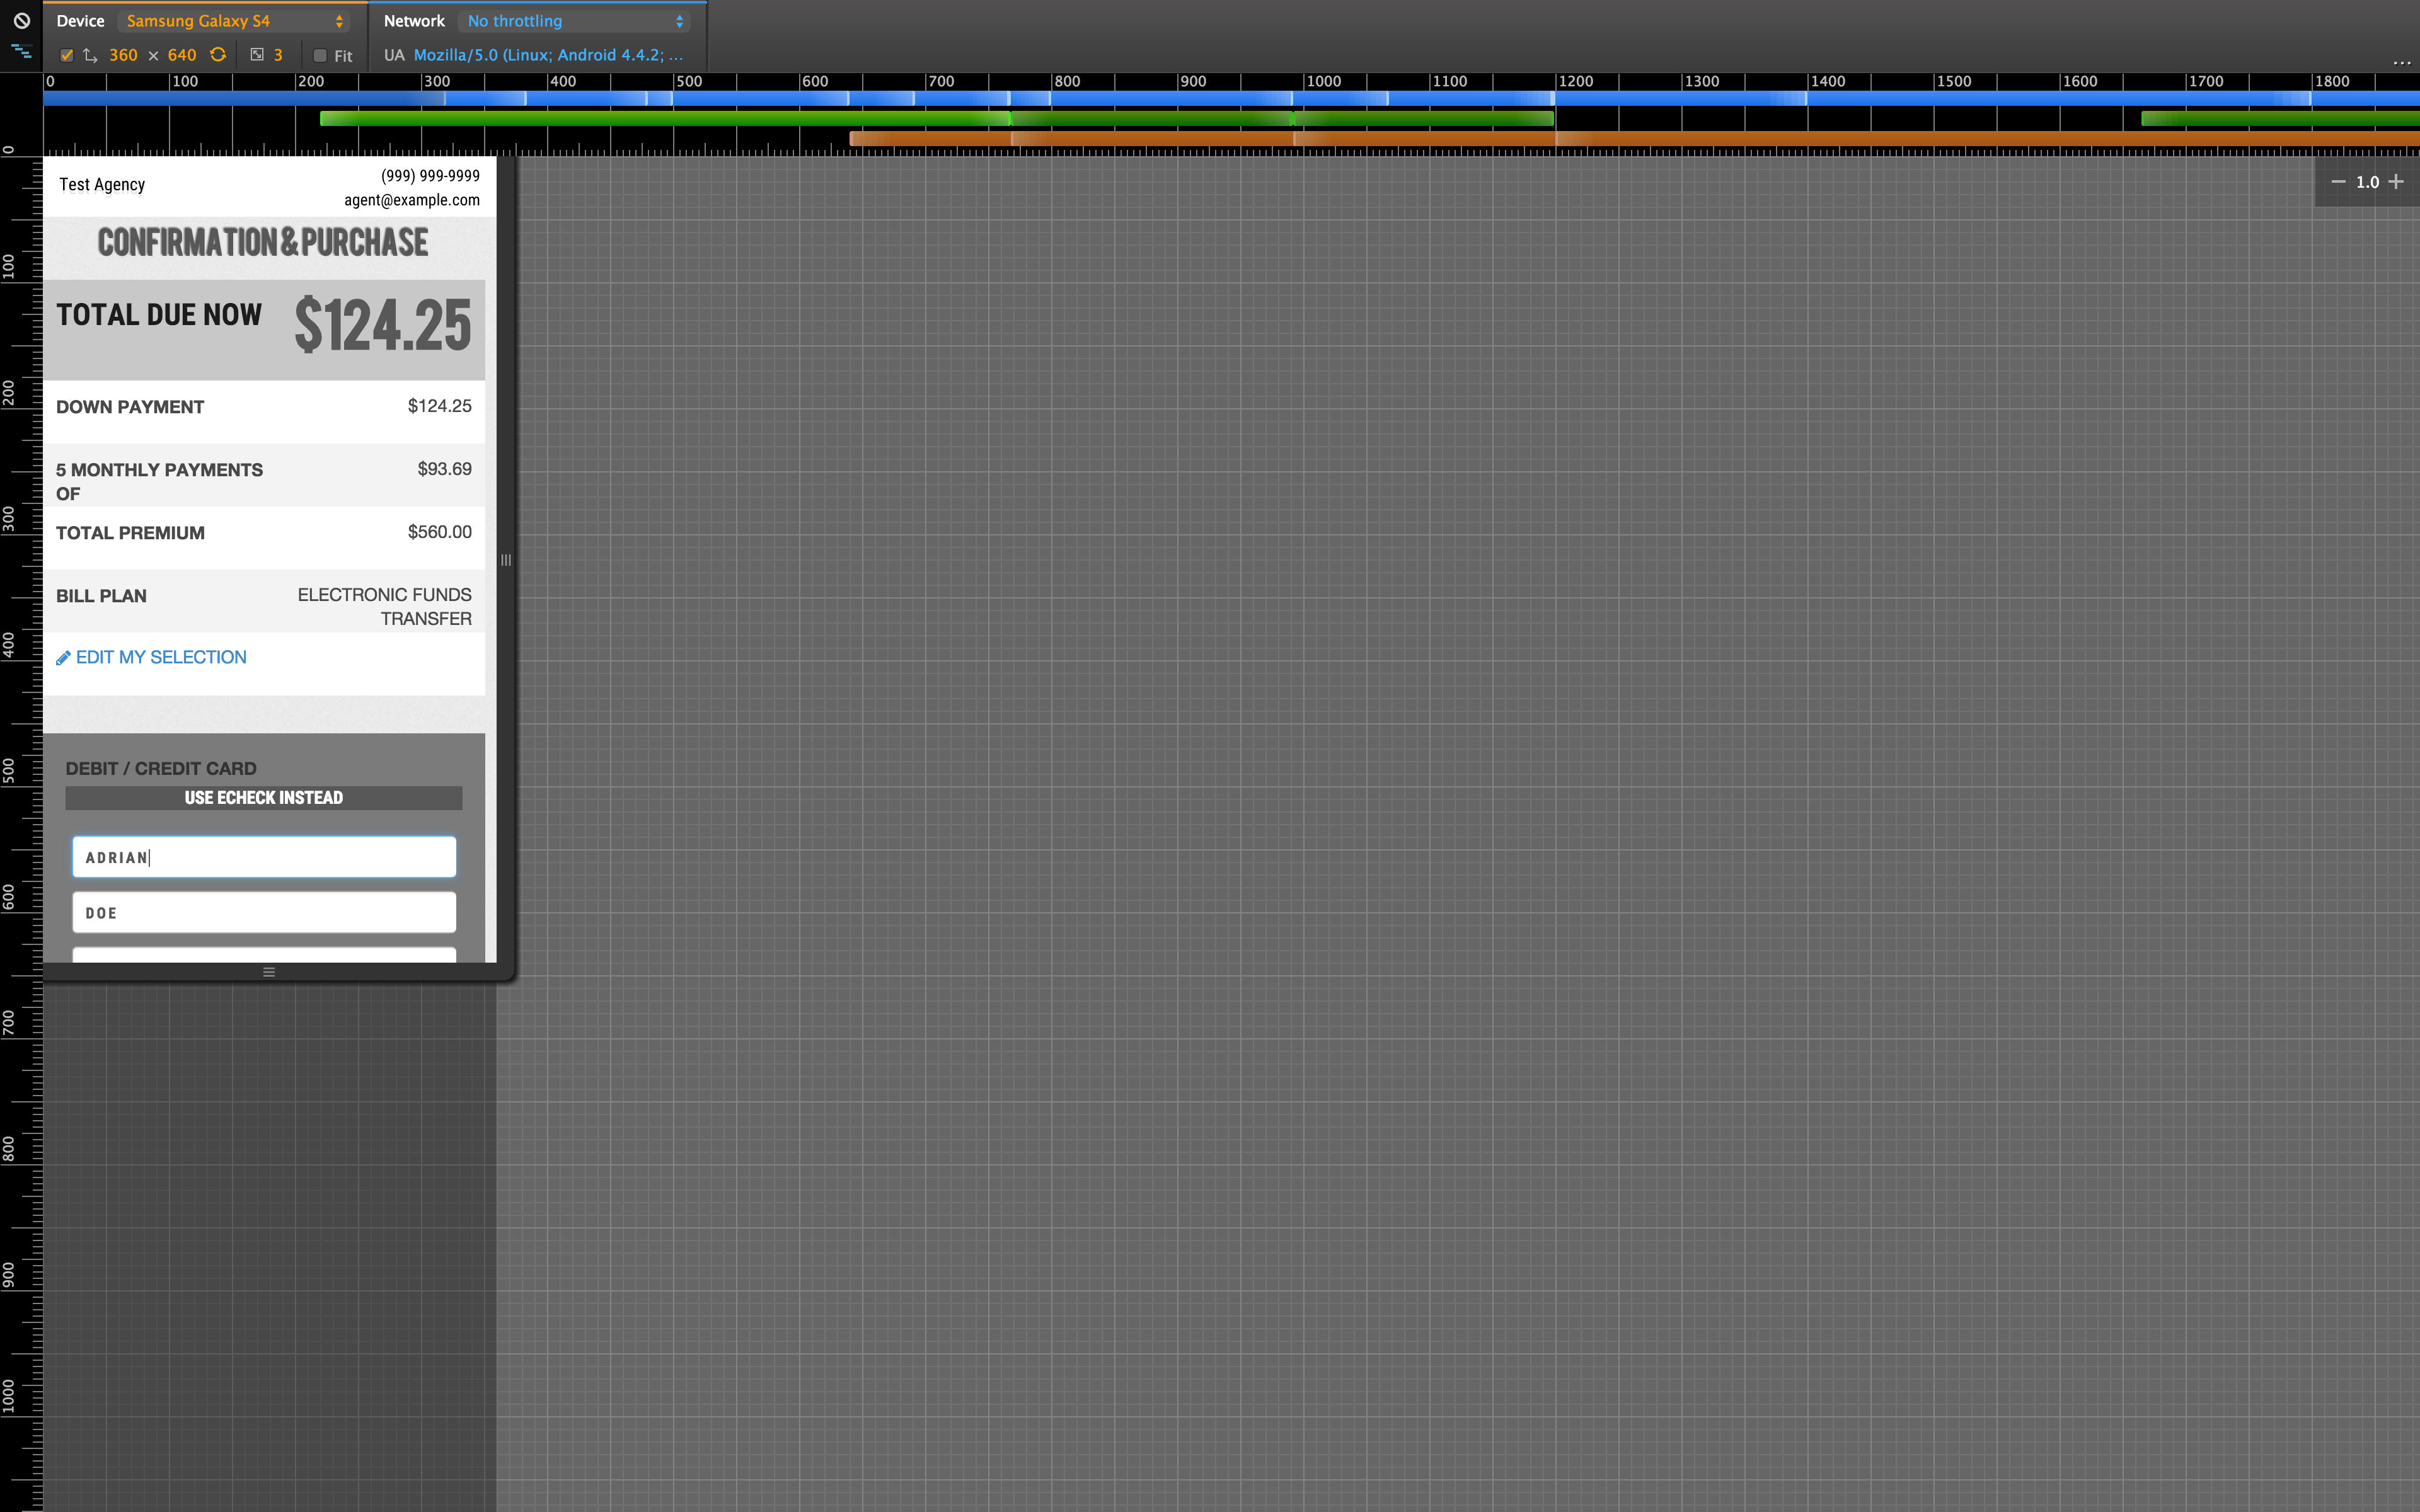 Device Samsung Galaxy S4 Network No throttling
360 × 640 3 Fit UA Mozilla/5.0 (Linux; Android 4.4.2; ...
...
0 100 200 300 400 500 600 700 800 900 1000 1100 1200 1300 1400 1500 1600 1700 1800
0
100
200
300
400
500
600
700
800
900
1000
− 1.0 +
Test Agency
(999) 999-9999
agent@example.com
CONFIRMATION & PURCHASE
TOTAL DUE NOW $124.25
DOWN PAYMENT $124.25
5 MONTHLY PAYMENTS $93.69
OF
TOTAL PREMIUM $560.00
BILL PLAN ELECTRONIC FUNDS
TRANSFER
EDIT MY SELECTION
DEBIT / CREDIT CARD
USE ECHECK INSTEAD
ADRIAN
DOE